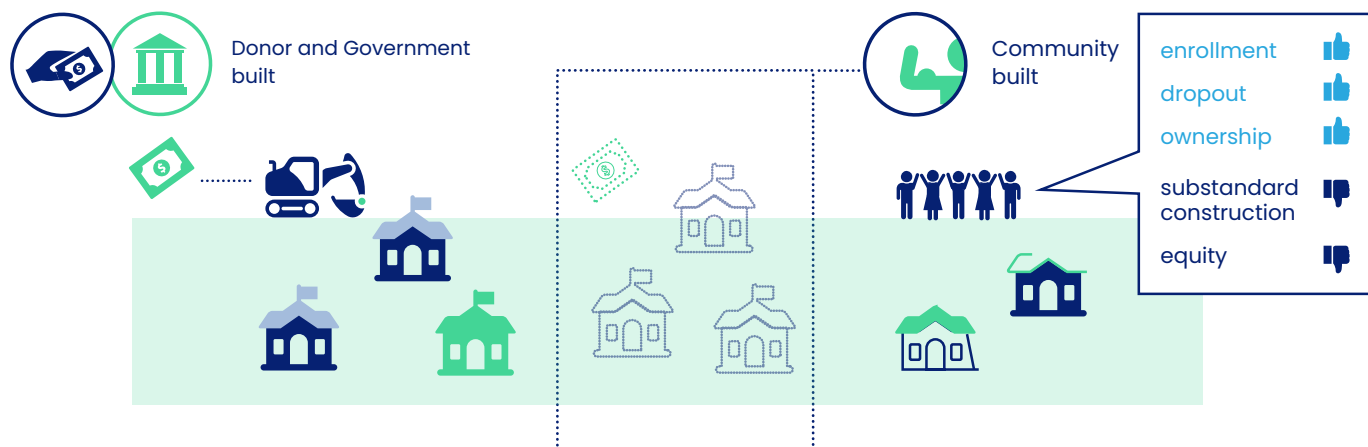 Donor and Government
built
Community
built
enrollment
dropout
ownership
substandard
construction
equity